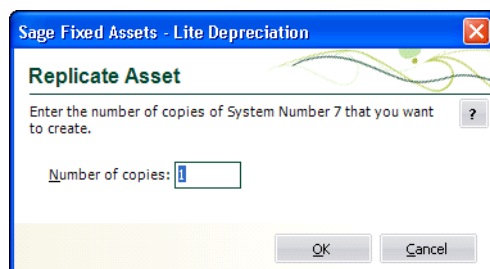 Sage Fixed Assets - Lite Depreciation
Replicate Asset
Enter the number of copies of System Number 7 that you want
to create.
?
Number of copies: 1
OK
Cancel